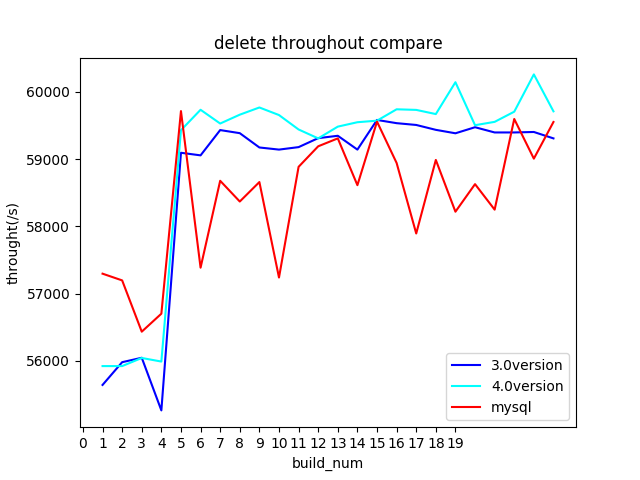 delete throughout compare
throught(/s)
60000
59000
58000
57000
56000
3.0version
4.0version
mysql
0 1 2 3 4 5 6 7 8 9 10 11 12 13 14 15 16 17 18 19
build_num